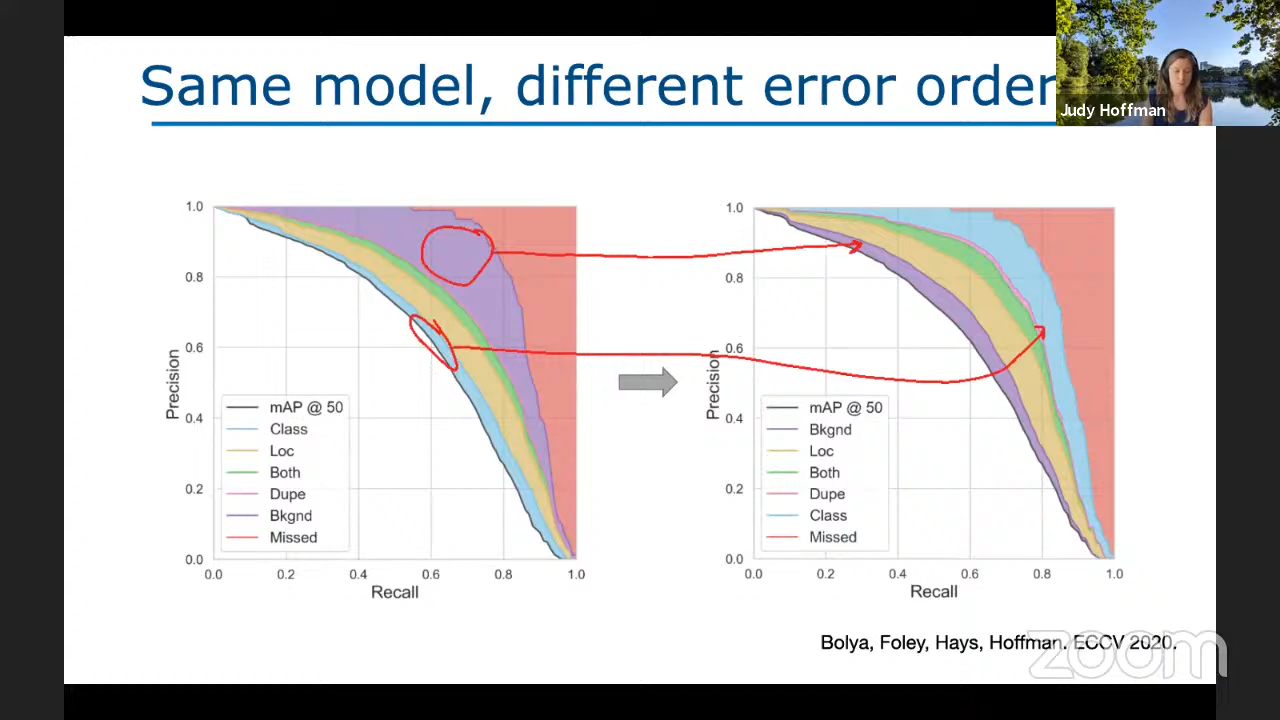 Same model, different error order
Judy Hoffman
1.0
0.8
0.6
0.4
0.2
0.0
Precision
mAP @ 50
Class
Loc
Both
Dupe
Bkgnd
Missed
0.0 0.2 0.4 0.6 0.8 1.0
Recall
1.0
0.8
0.6
0.4
0.2
0.0
Precision
mAP @ 50
Bkgnd
Loc
Both
Dupe
Class
Missed
0.0 0.2 0.4 0.6 0.8 1.0
Recall
Bolya, Foley, Hays, Hoffman. ECCV 2020.
zoom